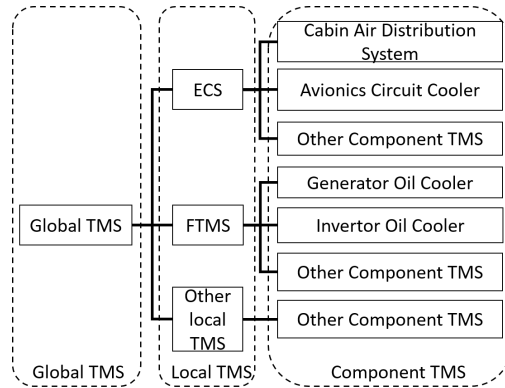 Cabin Air Distribution
System
ECS
Avionics Circuit Cooler
Other Component TMS
Generator Oil Cooler
Global TMS
FTMS
Invertor Oil Cooler
Other Component TMS
Other
local
TMS
Other Component TMS
Global TMS
Local TMS
Component TMS